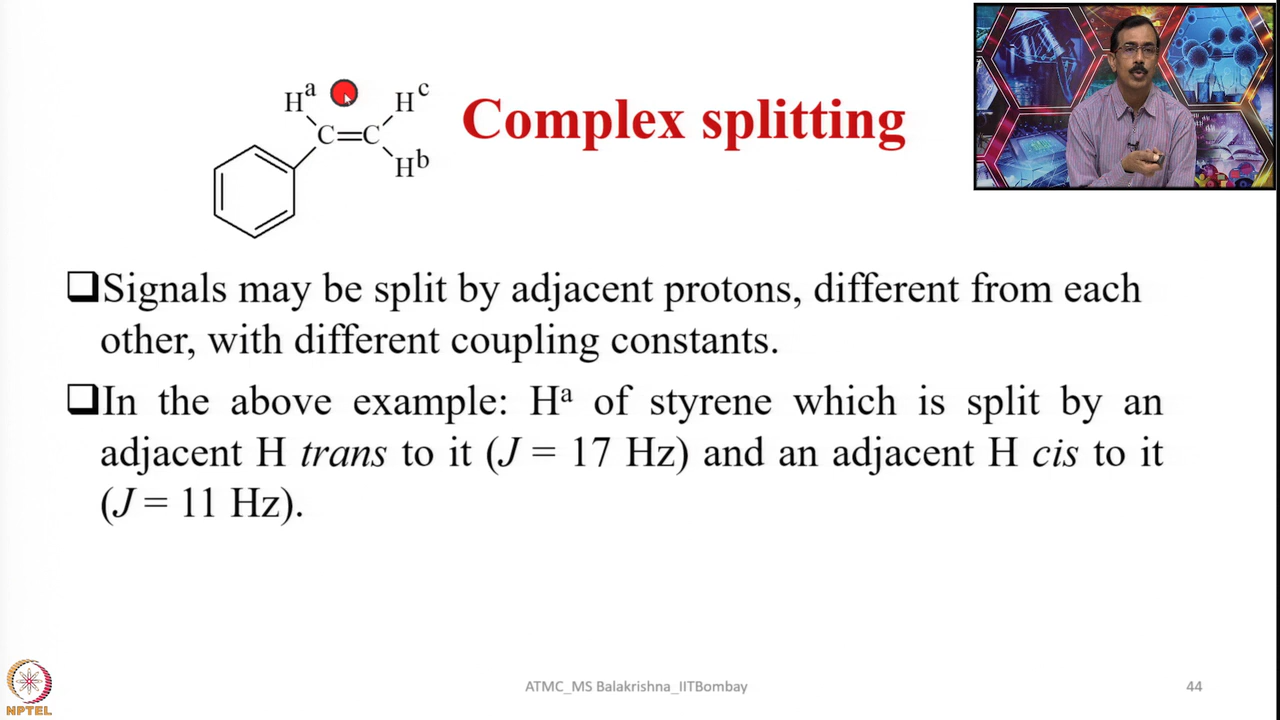 Hᵃ Hᶜ
C=C
Hᵇ
Complex splitting
❑Signals may be split by adjacent protons, different from each
other, with different coupling constants.
❑In the above example: Hᵃ of styrene which is split by an
adjacent H trans to it (J = 17 Hz) and an adjacent H cis to it
(J = 11 Hz).
NPTEL
ATMC_MS Balakrishna_IITBombay
44